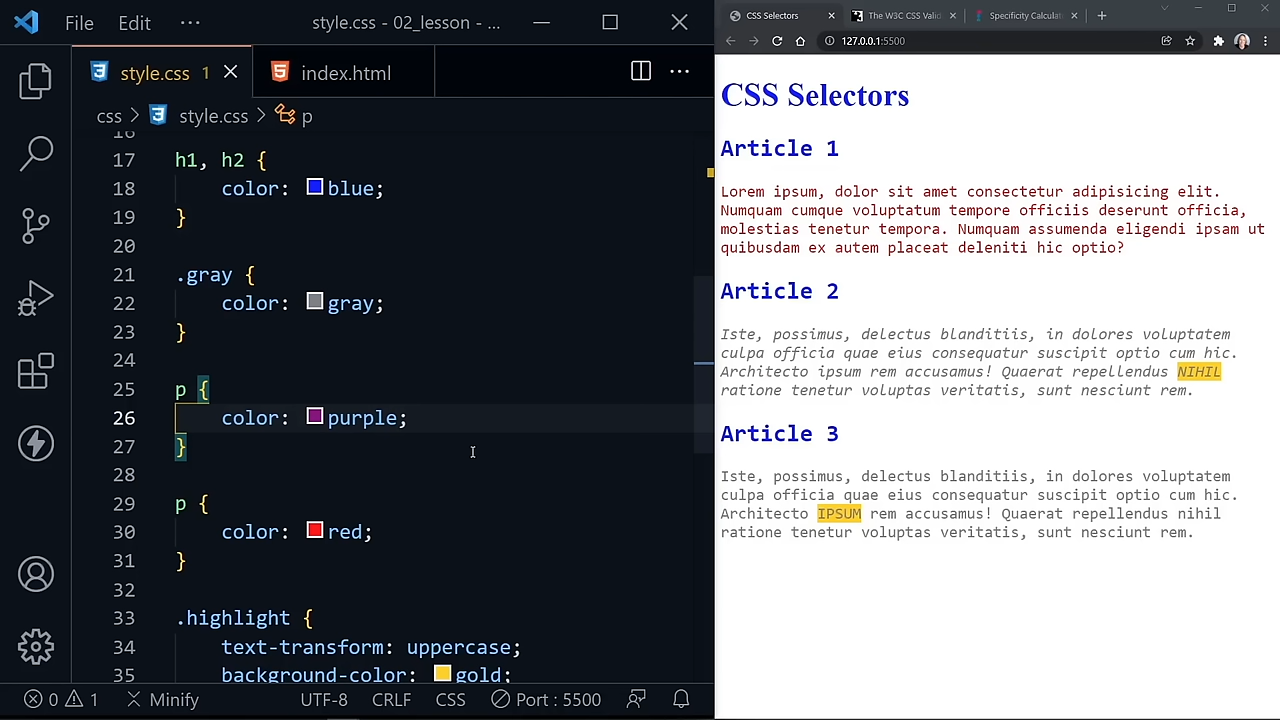 File Edit ··· style.css - 02_lesson - ...
style.css 1 index.html ···
css > style.css > p
16
17 h1, h2 {
18 color: blue;
19 }
20
21 .gray {
22 color: gray;
23 }
24
25 p {
26 color: purple;
27 }
28
29 p {
30 color: red;
31 }
32
33 .highlight {
34 text-transform: uppercase;
35 background-color: gold;
0 1 Minify UTF-8 CRLF CSS Port : 5500
CSS Selectors The W3C CSS Valid Specificity Calculat
127.0.0.1:5500
CSS Selectors
Article 1
Lorem ipsum, dolor sit amet consectetur adipisicing elit.
Numquam cumque voluptatum tempore officiis deserunt officia,
molestias tenetur tempora. Numquam assumenda eligendi ipsam ut
quibusdam ex autem placeat deleniti hic optio?
Article 2
Iste, possimus, delectus blanditiis, in dolores voluptatem
culpa officia quae eius consequatur suscipit optio cum hic.
Architecto ipsum rem accusamus! Quaerat repellendus NIHIL
ratione tenetur voluptas veritatis, sunt nesciunt rem.
Article 3
Iste, possimus, delectus blanditiis, in dolores voluptatem
culpa officia quae eius consequatur suscipit optio cum hic.
Architecto IPSUM rem accusamus! Quaerat repellendus nihil
ratione tenetur voluptas veritatis, sunt nesciunt rem.